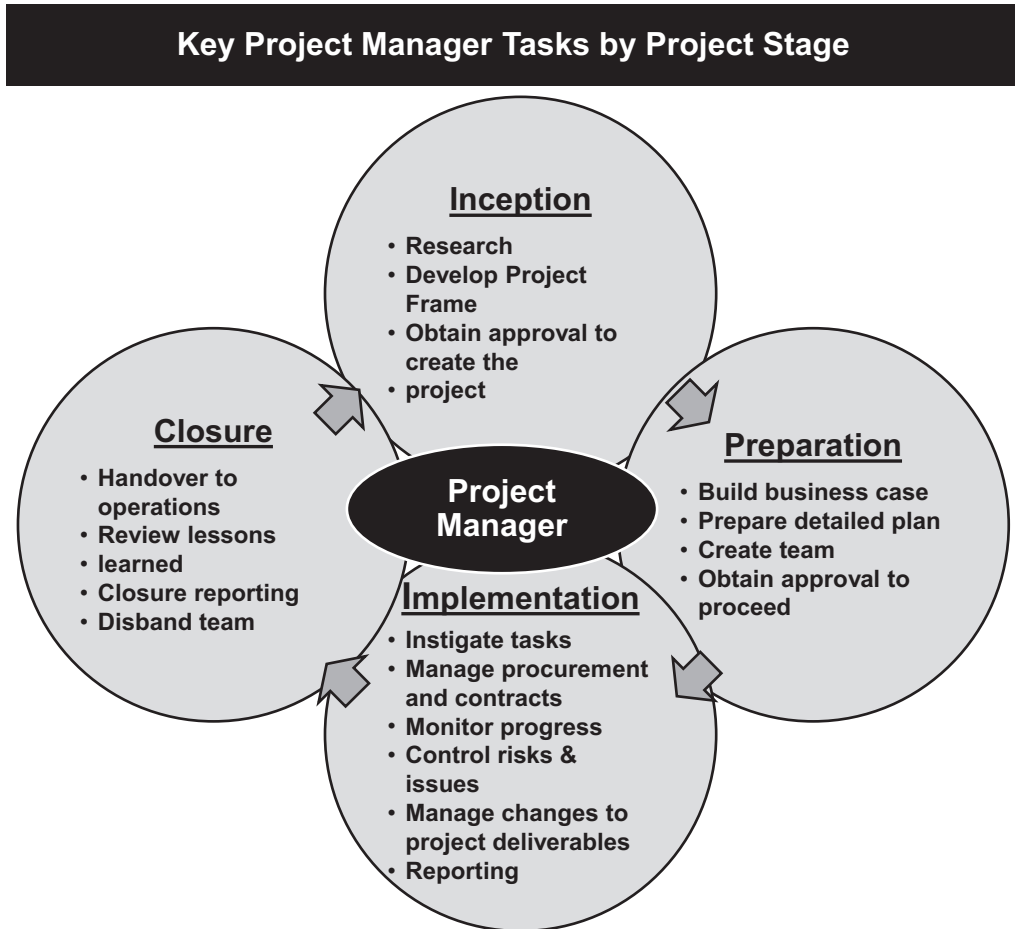 Key Project Manager Tasks by Project Stage
Inception
• Research
• Develop Project
Frame
• Obtain approval to
create the
• project
Preparation
• Build business case
• Prepare detailed plan
• Create team
• Obtain approval to
proceed
Project
Manager
Implementation
• Instigate tasks
• Manage procurement
and contracts
• Monitor progress
• Control risks &
issues
• Manage changes to
project deliverables
• Reporting
Closure
• Handover to
operations
• Review lessons
• learned
• Closure reporting
• Disband team